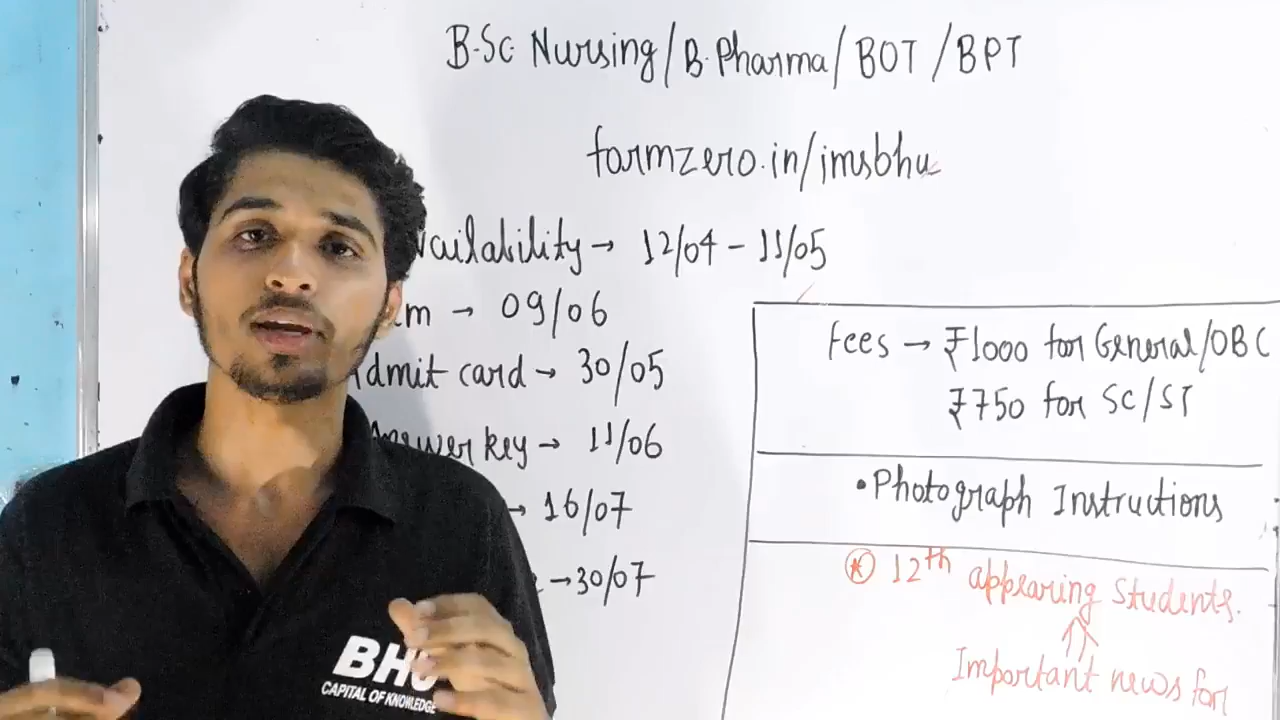 B.Sc. Nursing/B.Pharma/BOT/BPT
formzero.in/imsbhu
vailability → 12/04 - 11/05
m → 09/06
Admit card → 30/05
Answer key → 11/06
→ 16/07
→ 30/07
Fees → ₹1000 for General/OBC
₹750 for SC/ST
• Photograph Instructions
* 12th appearing Students.
Important news for
BHU
CAPITAL OF KNOWLEDGE